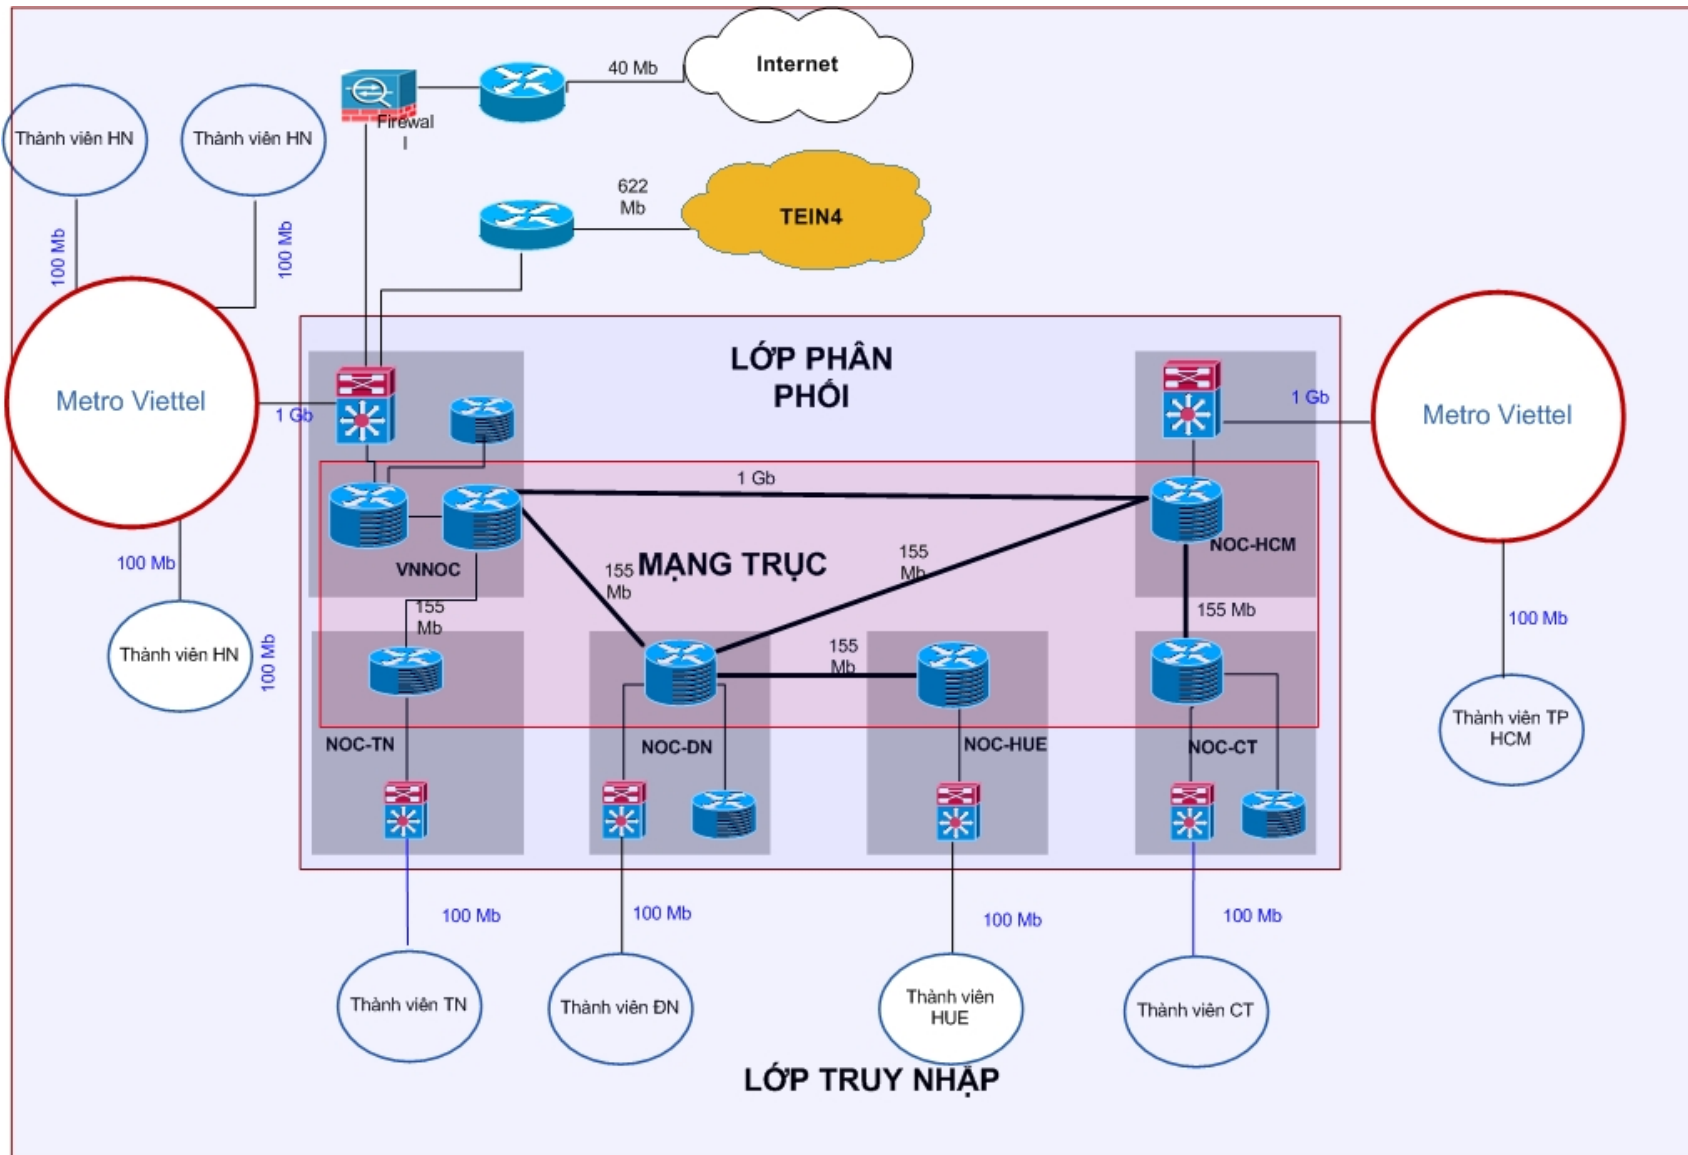 Internet
40 Mb
Firewal
l
Thành viên HN
Thành viên HN
622
Mb
TEIN4
100 Mb
100 Mb
LỚP PHÂN
PHỐI
Metro Viettel
1 Gb
1 Gb
Metro Viettel
1 Gb
MẠNG TRỤC
NOC-HCM
VNNOC
155
Mb
155
Mb
155
Mb
155 Mb
100 Mb
100 Mb
Thành viên HN
100 Mb
155
Mb
Thành viên TP
HCM
NOC-TN
NOC-DN
NOC-HUE
NOC-CT
100 Mb
100 Mb
100 Mb
100 Mb
Thành viên TN
Thành viên ĐN
Thành viên
HUE
Thành viên CT
LỚP TRUY NHẬP